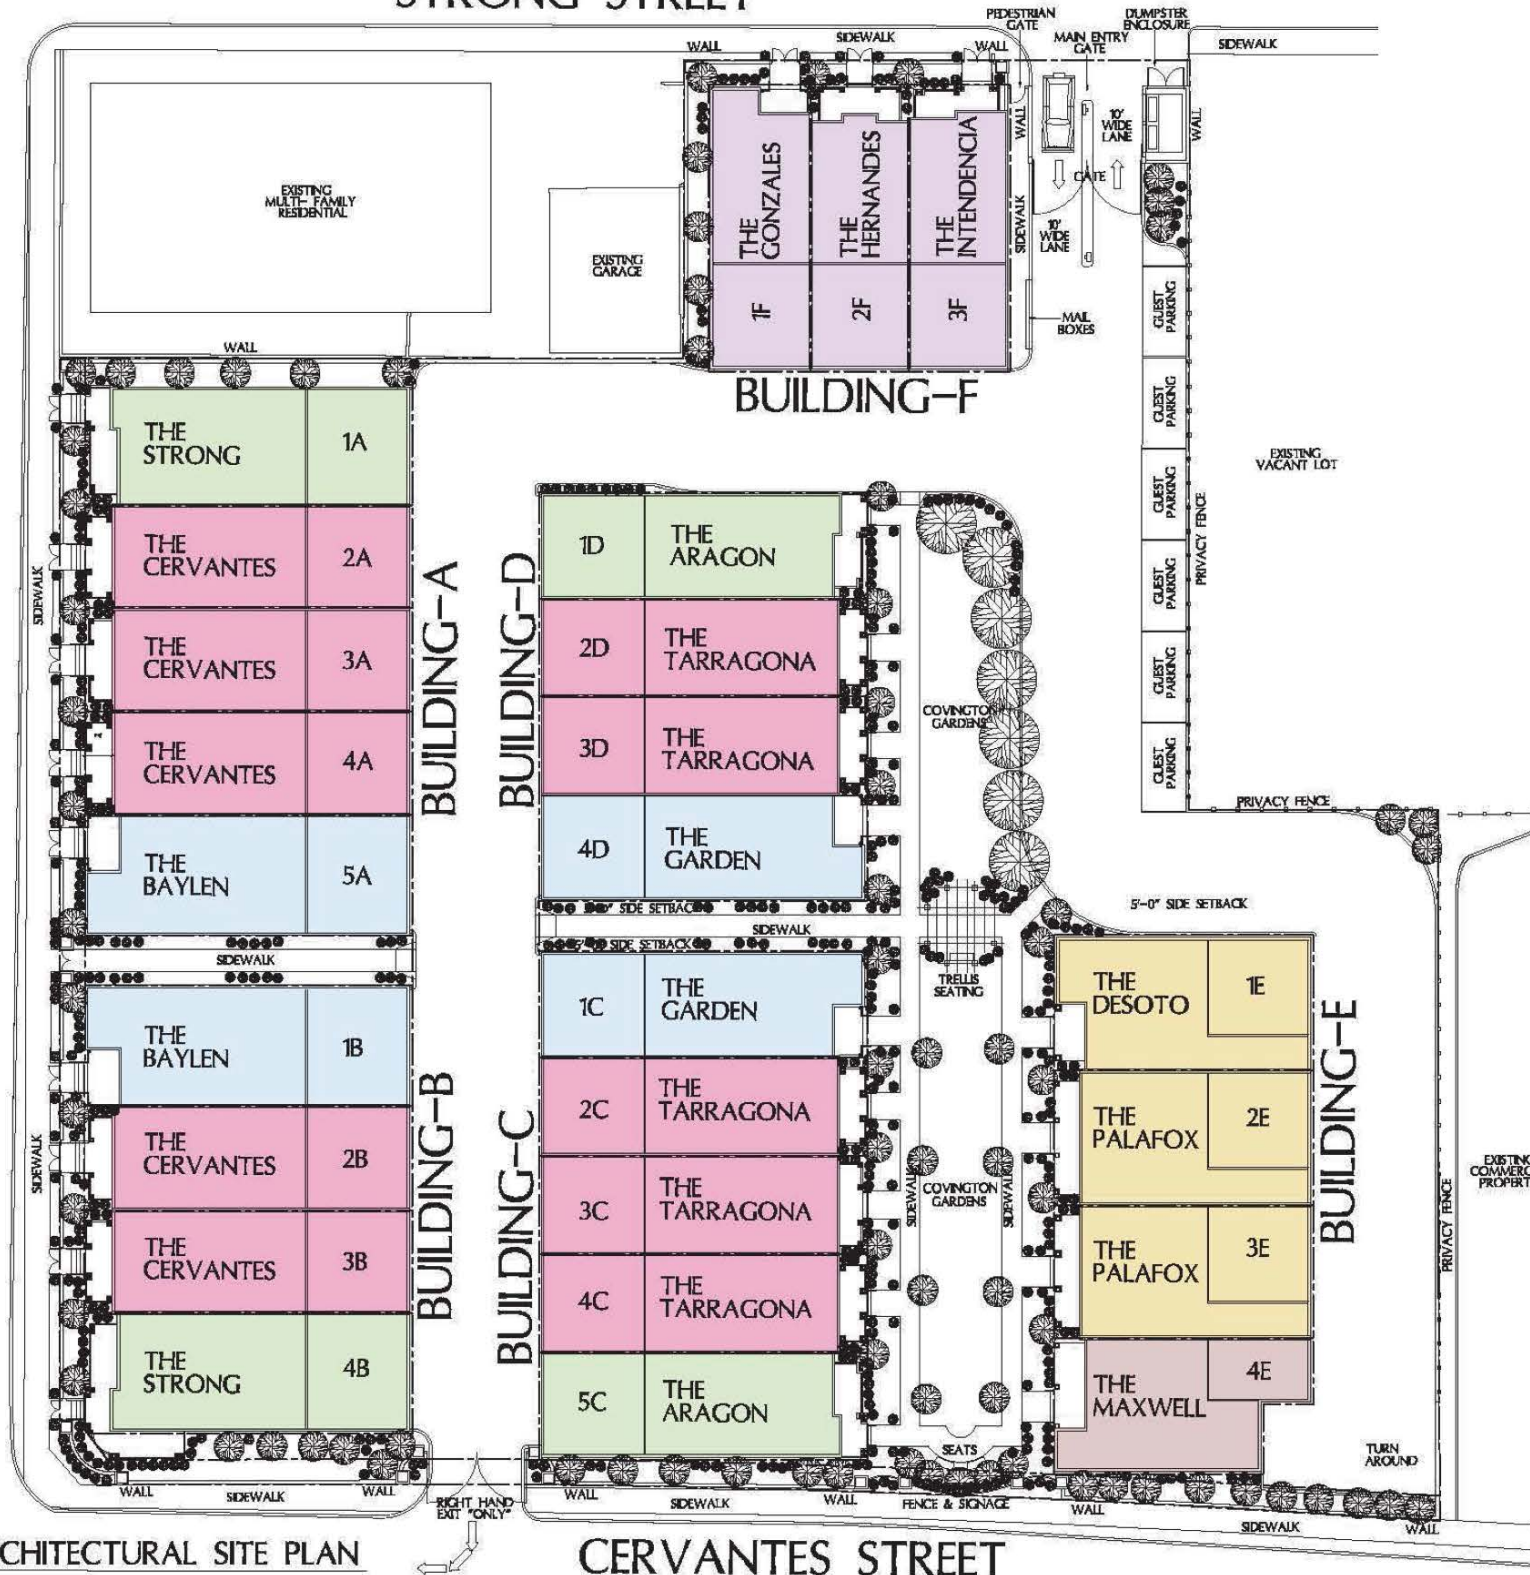 STRONG STREET
PEDESTRIAN
GATE
DUMPSTER
ENCLOSURE
WALL
SIDEWALK
WALL
MAIN ENTRY
GATE
SIDEWALK
EXISTING
MULTI-FAMILY
RESIDENTIAL
EXISTING
GARAGE
THE
GONZALES
1F
THE
HERNANDES
2F
THE
INTENDENCIA
3F
BUILDING-F
WALL
SIDEWALK
10'
WIDE
LANE
WALL
GATE
10'
WIDE
LANE
MAIL
BOXES
GUEST
PARKING
GUEST
PARKING
GUEST
PARKING
GUEST
PARKING
GUEST
PARKING
GUEST
PARKING
PRIVACY FENCE
EXISTING
VACANT LOT
PRIVACY FENCE
WALL
SIDEWALK
THE
STRONG
1A
THE
CERVANTES
2A
THE
CERVANTES
3A
THE
CERVANTES
4A
THE
BAYLEN
5A
BUILDING-A
BUILDING-D
1D
THE
ARAGON
2D
THE
TARRAGONA
3D
THE
TARRAGONA
4D
THE
GARDEN
COVINGTON
GARDENS
SIDE SETBACK
SIDEWALK
SIDE SETBACK
SIDEWALK
TRELLIS
SEATING
5'-0" SIDE SETBACK
SIDEWALK
THE
BAYLEN
1B
THE
CERVANTES
2B
THE
CERVANTES
3B
THE
STRONG
4B
BUILDING-B
BUILDING-C
1C
THE
GARDEN
2C
THE
TARRAGONA
3C
THE
TARRAGONA
4C
THE
TARRAGONA
5C
THE
ARAGON
SIDEWALK
COVINGTON
GARDENS
SIDEWALK
THE
DESOTO
1E
THE
PALAFOX
2E
THE
PALAFOX
3E
THE
MAXWELL
4E
BUILDING-E
PRIVACY FENCE
EXISTING
COMMERC
PROPERT
TURN
AROUND
SEATS
WALL
SIDEWALK
WALL
RIGHT HAND
EXIT "ONLY"
WALL
SIDEWALK
WALL
FENCE & SIGNAGE
WALL
SIDEWALK
WALL
CHITECTURAL SITE PLAN
CERVANTES STREET